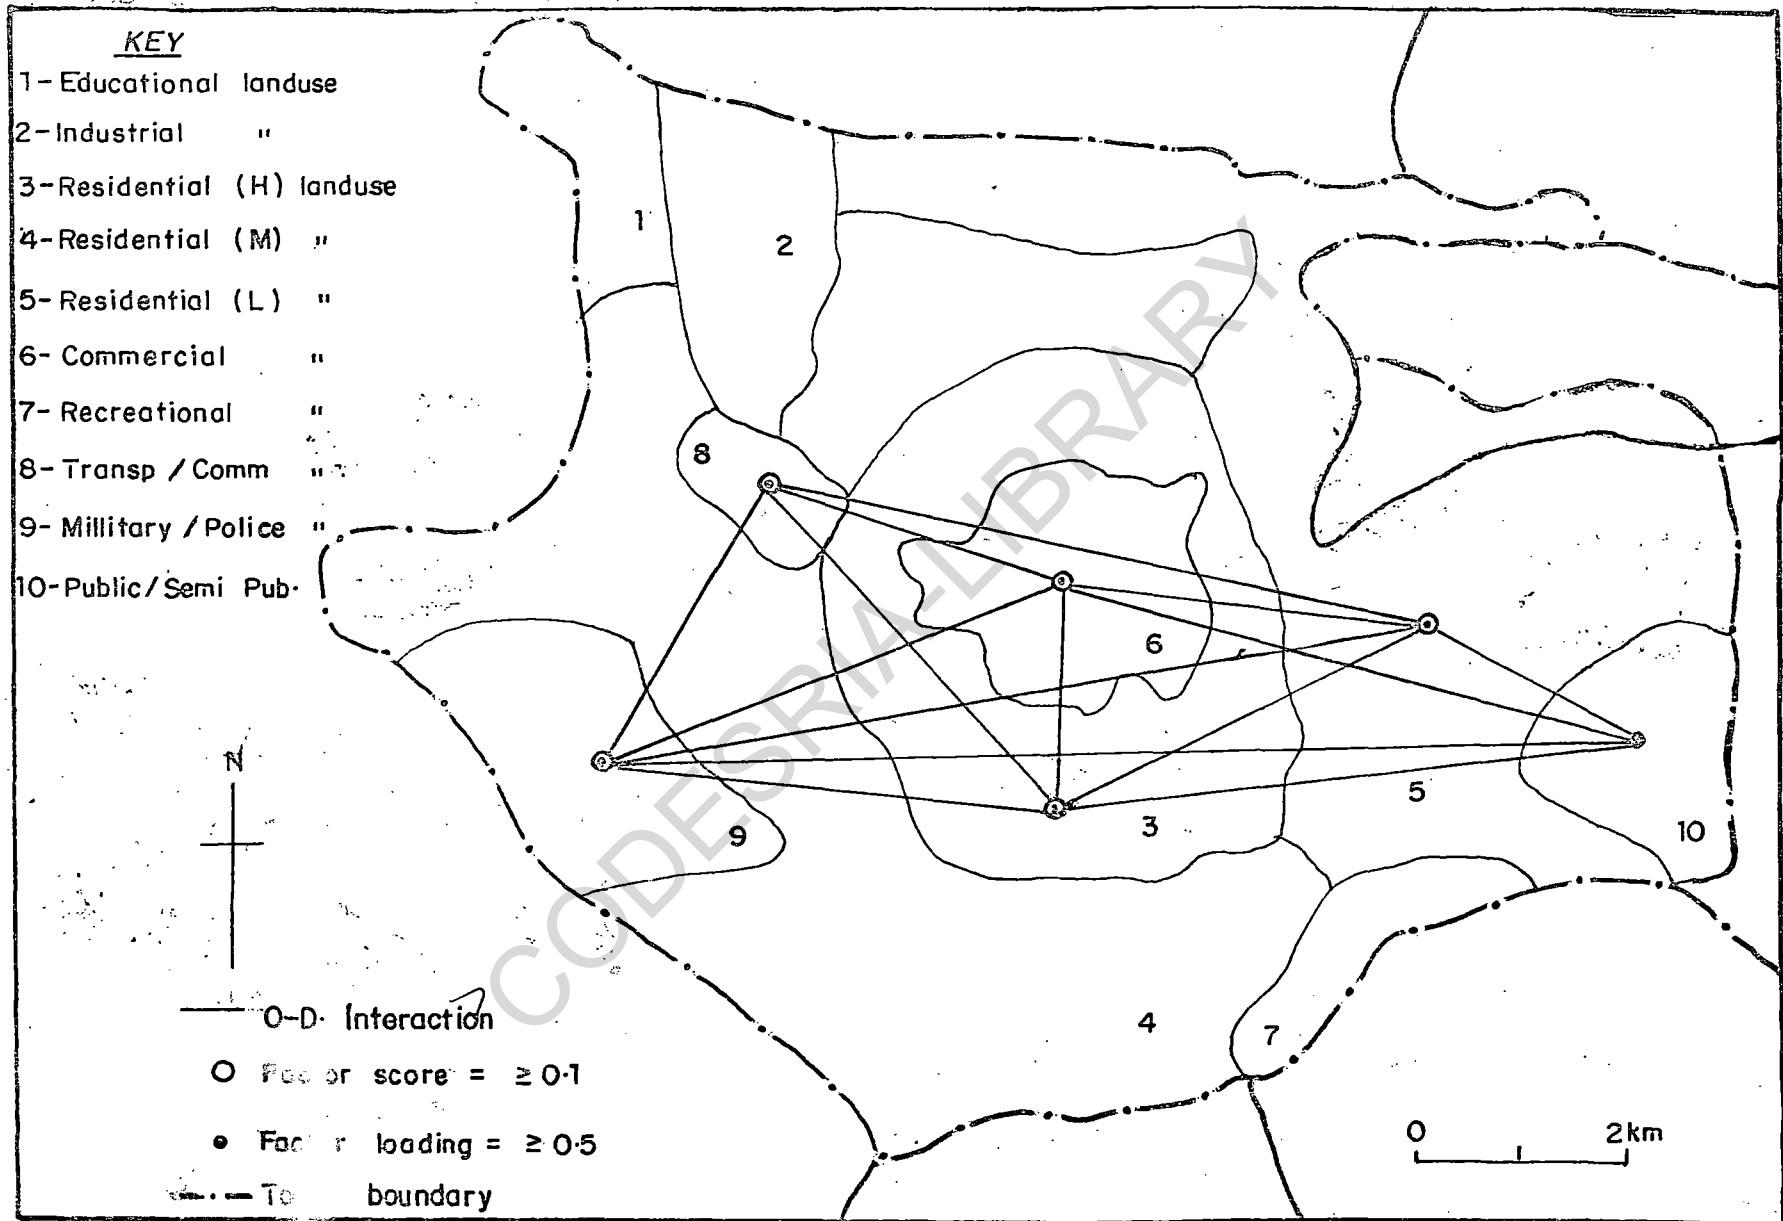 KEY
1-Educational landuse
2-Industrial "
3-Residential (H) landuse
4-Residential (M) "
5-Residential (L) "
6-Commercial "
7-Recreational "
8-Transp/Comm "
9-Millitary/Police "
10-Public/Semi Pub.
1
2
8
6
5
3
9
10
4
7
N
O-D. Interaction
score = ≥0.1
loading = ≥0.5
boundary
0 2km
CODESRIA-LIBRARY